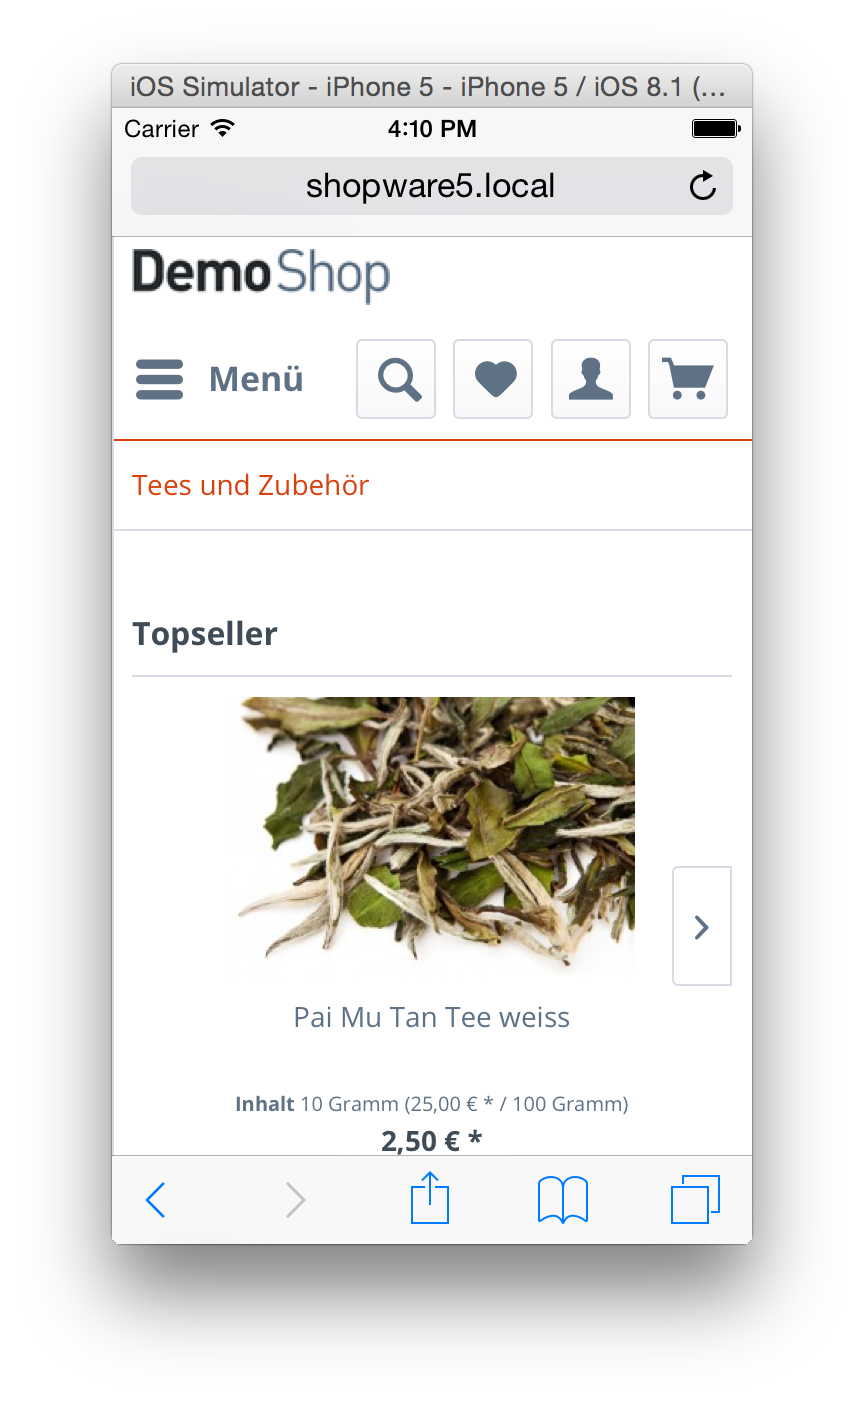 iOS Simulator - iPhone 5 - iPhone 5 / iOS 8.1 (...
Carrier 4:10 PM
shopware5.local
DemoShop
Menü
Tees und Zubehör
Topseller
Pai Mu Tan Tee weiss
Inhalt 10 Gramm (25,00 € * / 100 Gramm)
2,50 € *